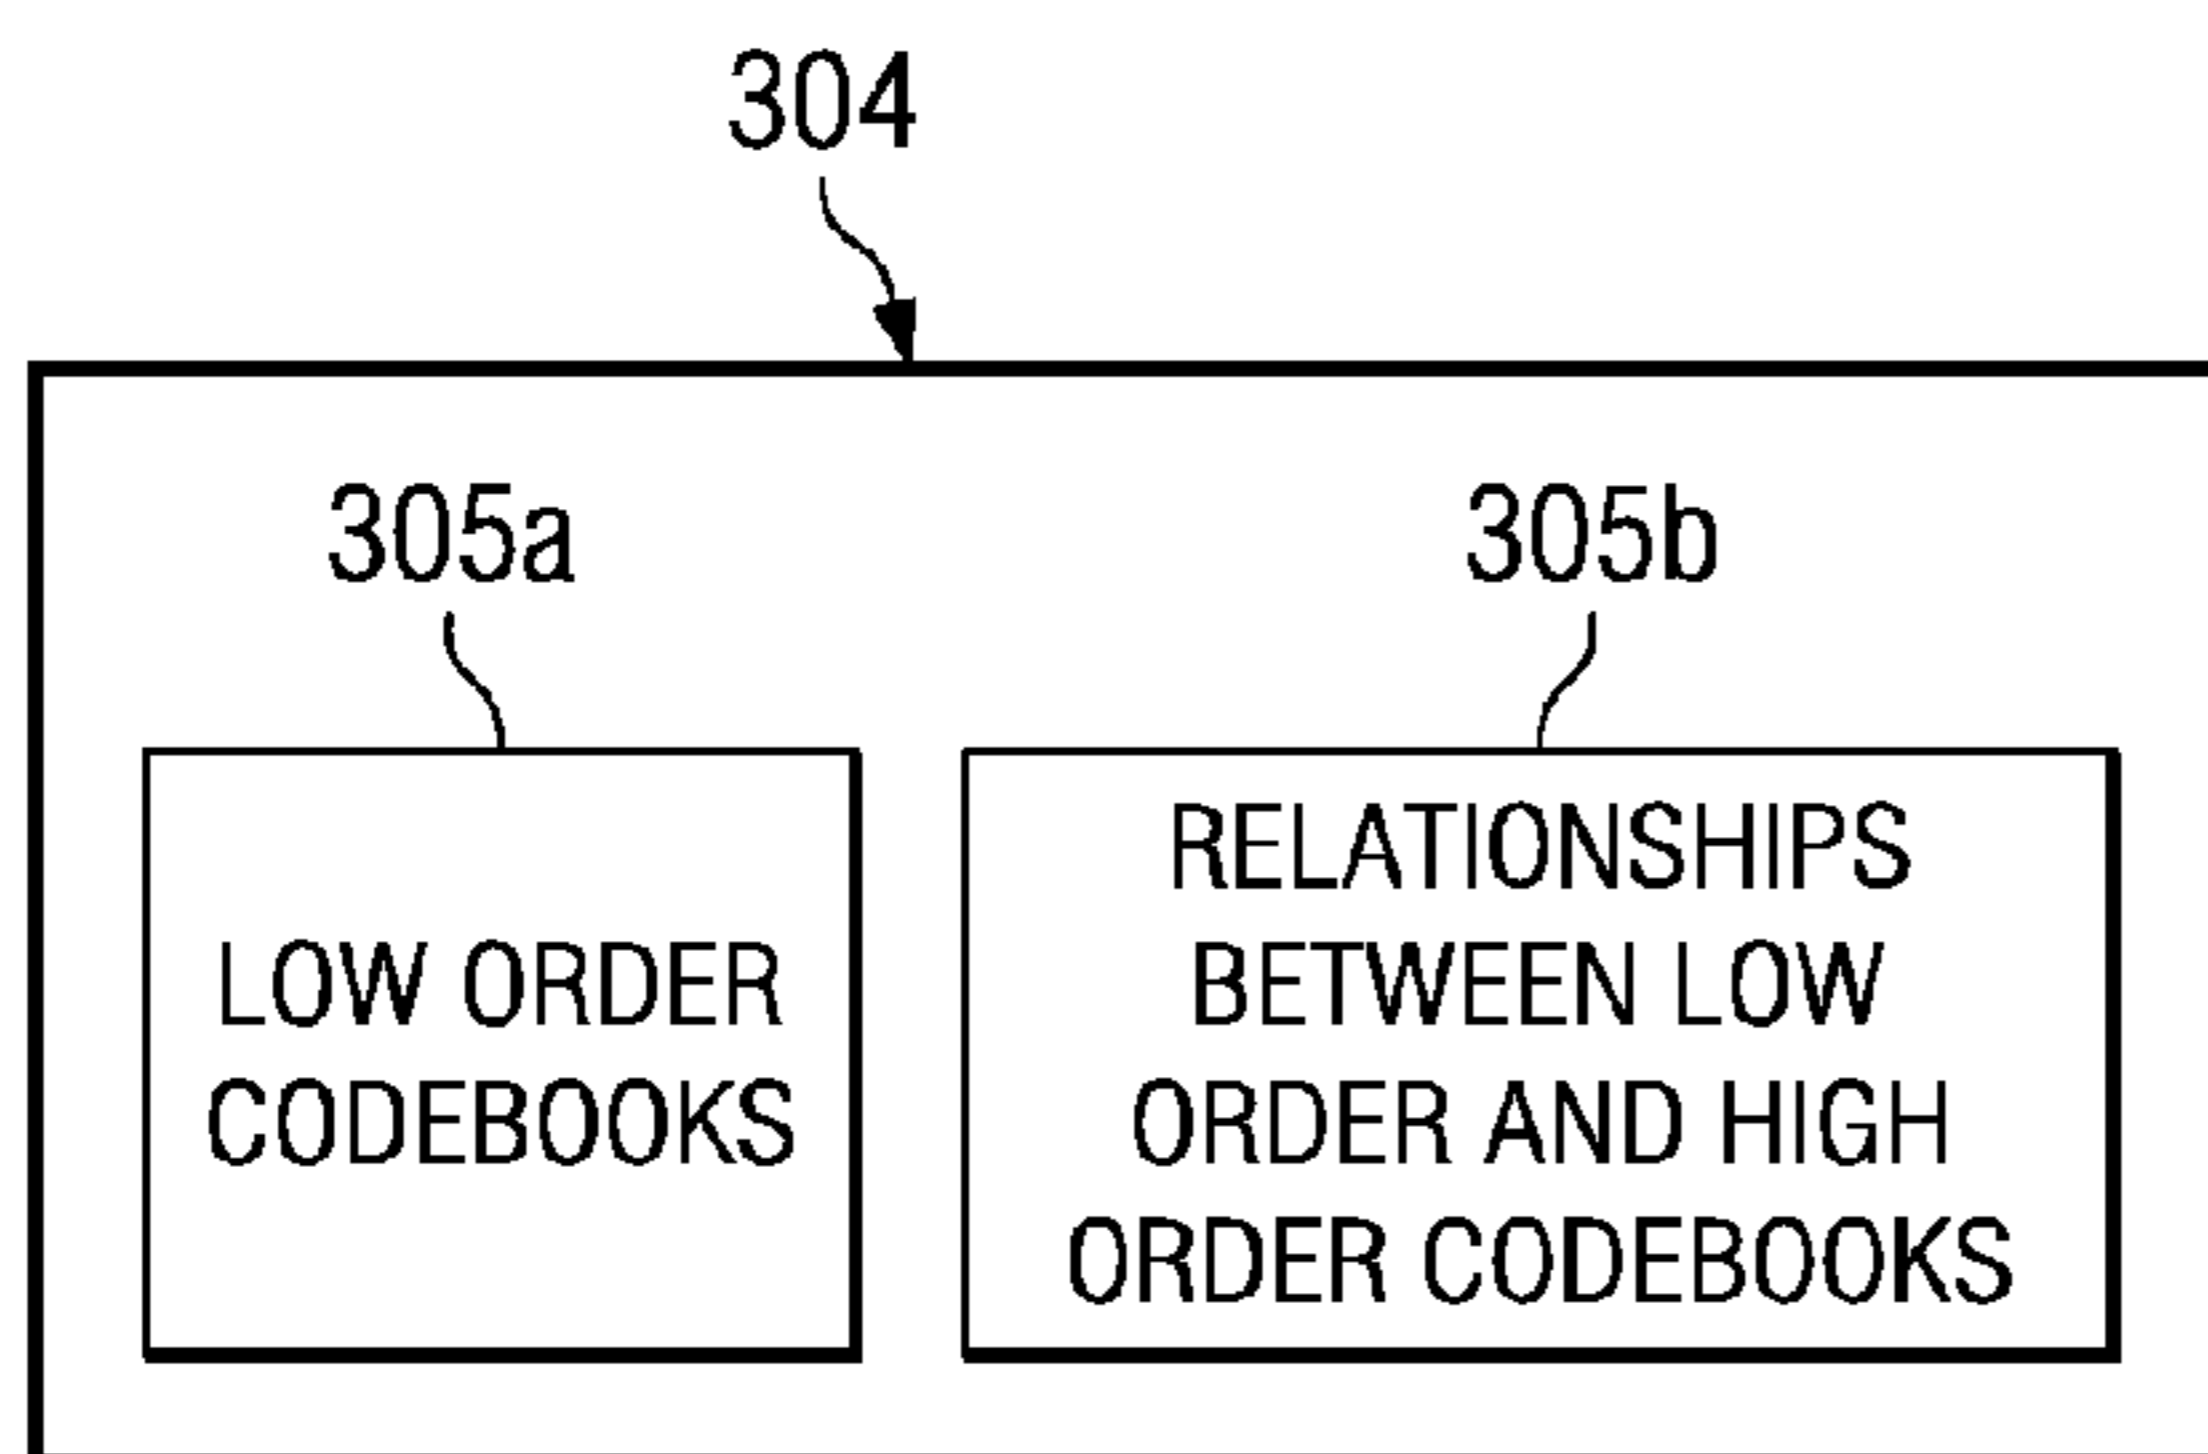 304
305a
305b
LOW ORDER
CODEBOOKS
RELATIONSHIPS
BETWEEN LOW
ORDER AND HIGH
ORDER CODEBOOKS